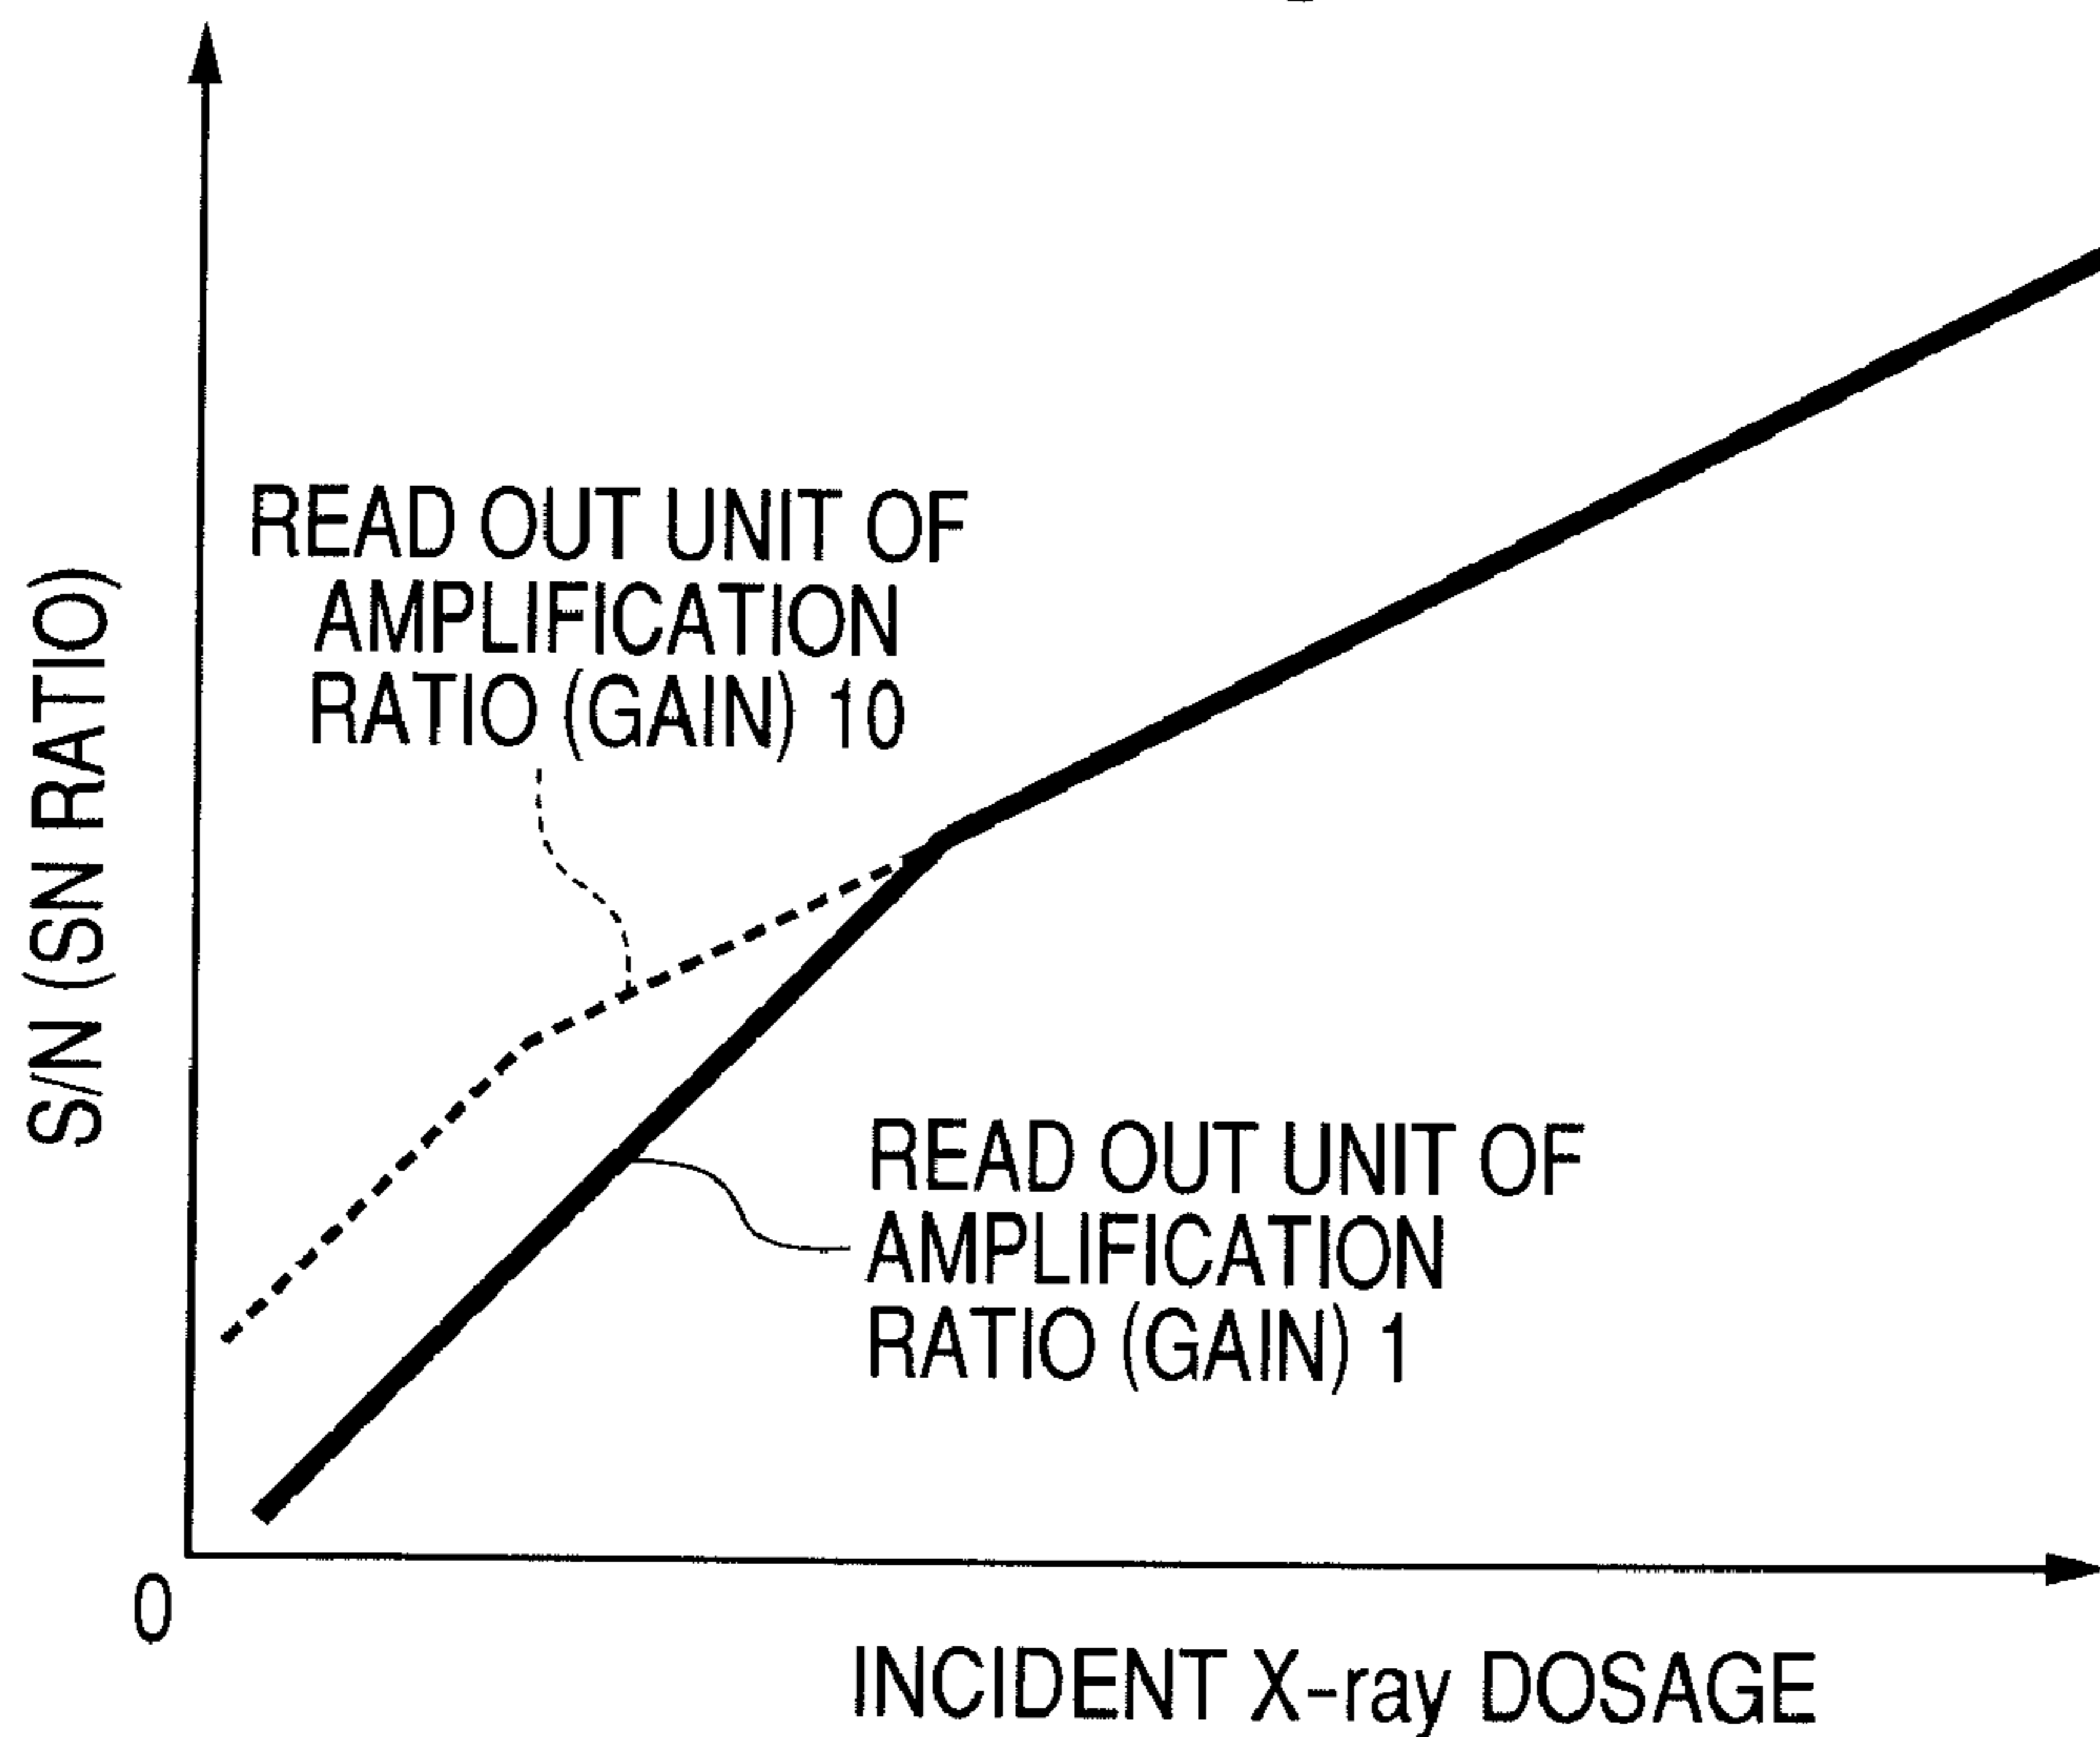 READ OUT UNIT OF
AMPLIFICATION
RATIO (GAIN) 10
S/N (SN RATIO)
READ OUT UNIT OF
AMPLIFICATION
RATIO (GAIN) 1
0
INCIDENT X-ray DOSAGE